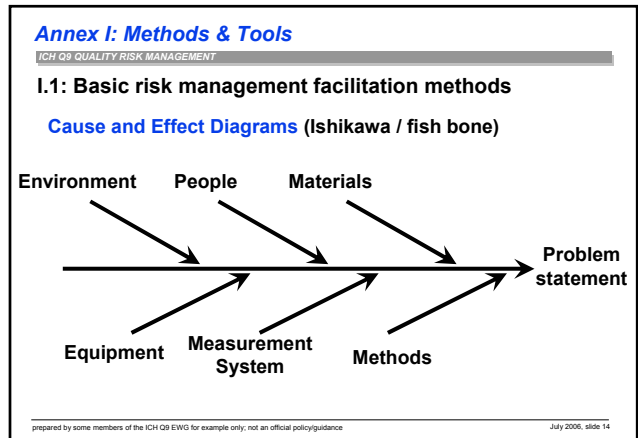 Annex I: Methods & Tools
ICH Q9 QUALITY RISK MANAGEMENT
I.1: Basic risk management facilitation methods
Cause and Effect Diagrams (Ishikawa / fish bone)
Environment People Materials
Problem
statement
Equipment Measurement
System Methods
prepared by some members of the ICH Q9 EWG for example only; not an official policy/guidance July 2006, slide 14